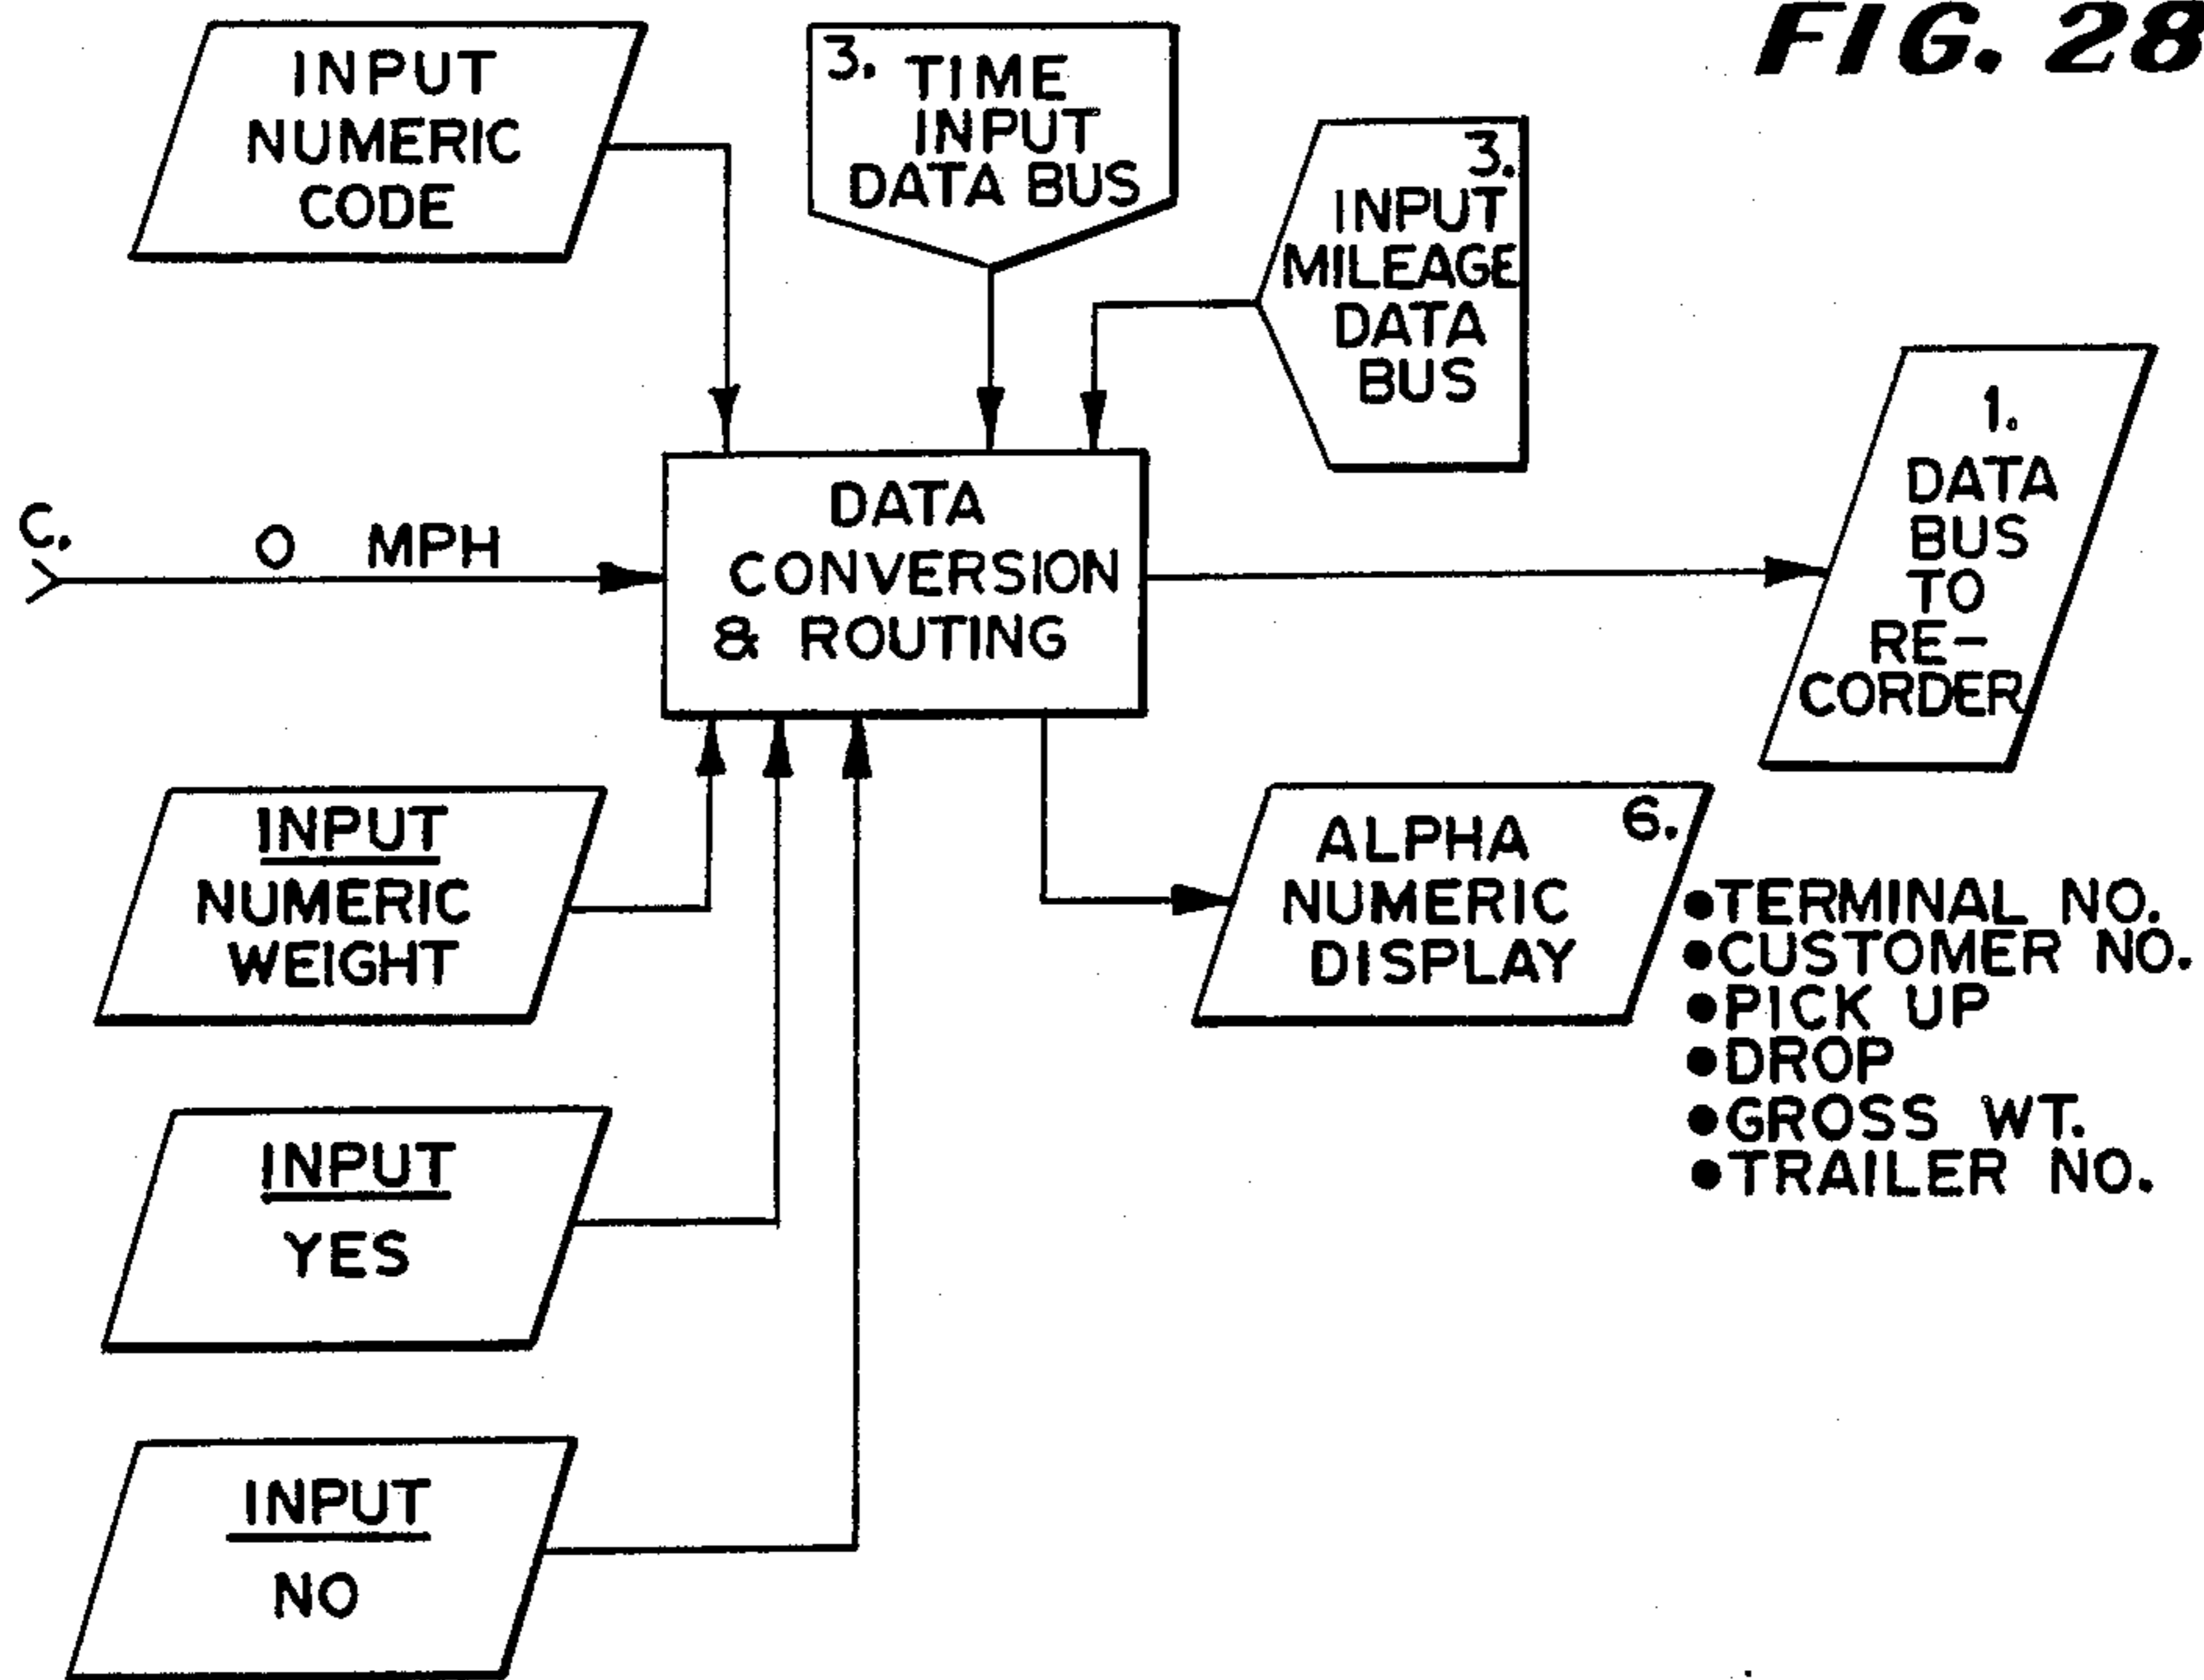 FIG. 28
INPUT
NUMERIC
CODE
3. TIME
INPUT
DATA BUS
3.
INPUT
MILEAGE
DATA
BUS
C.
O MPH
DATA
CONVERSION
& ROUTING
1.
DATA
BUS
TO
RE-
CORDER
INPUT
NUMERIC
WEIGHT
6.
ALPHA
NUMERIC
DISPLAY
•TERMINAL NO.
•CUSTOMER NO.
•PICK UP
•DROP
•GROSS WT.
•TRAILER NO.
INPUT
YES
INPUT
NO